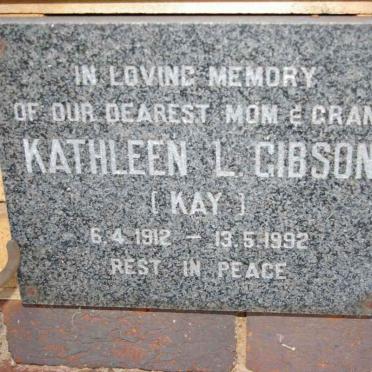 IN LOVING MEMORY
OF OUR DEAREST MOM & GRAN
KATHLEEN L. GIBSON
[ KAY ]
6.4.1912 – 13.5.1992
REST IN PEACE